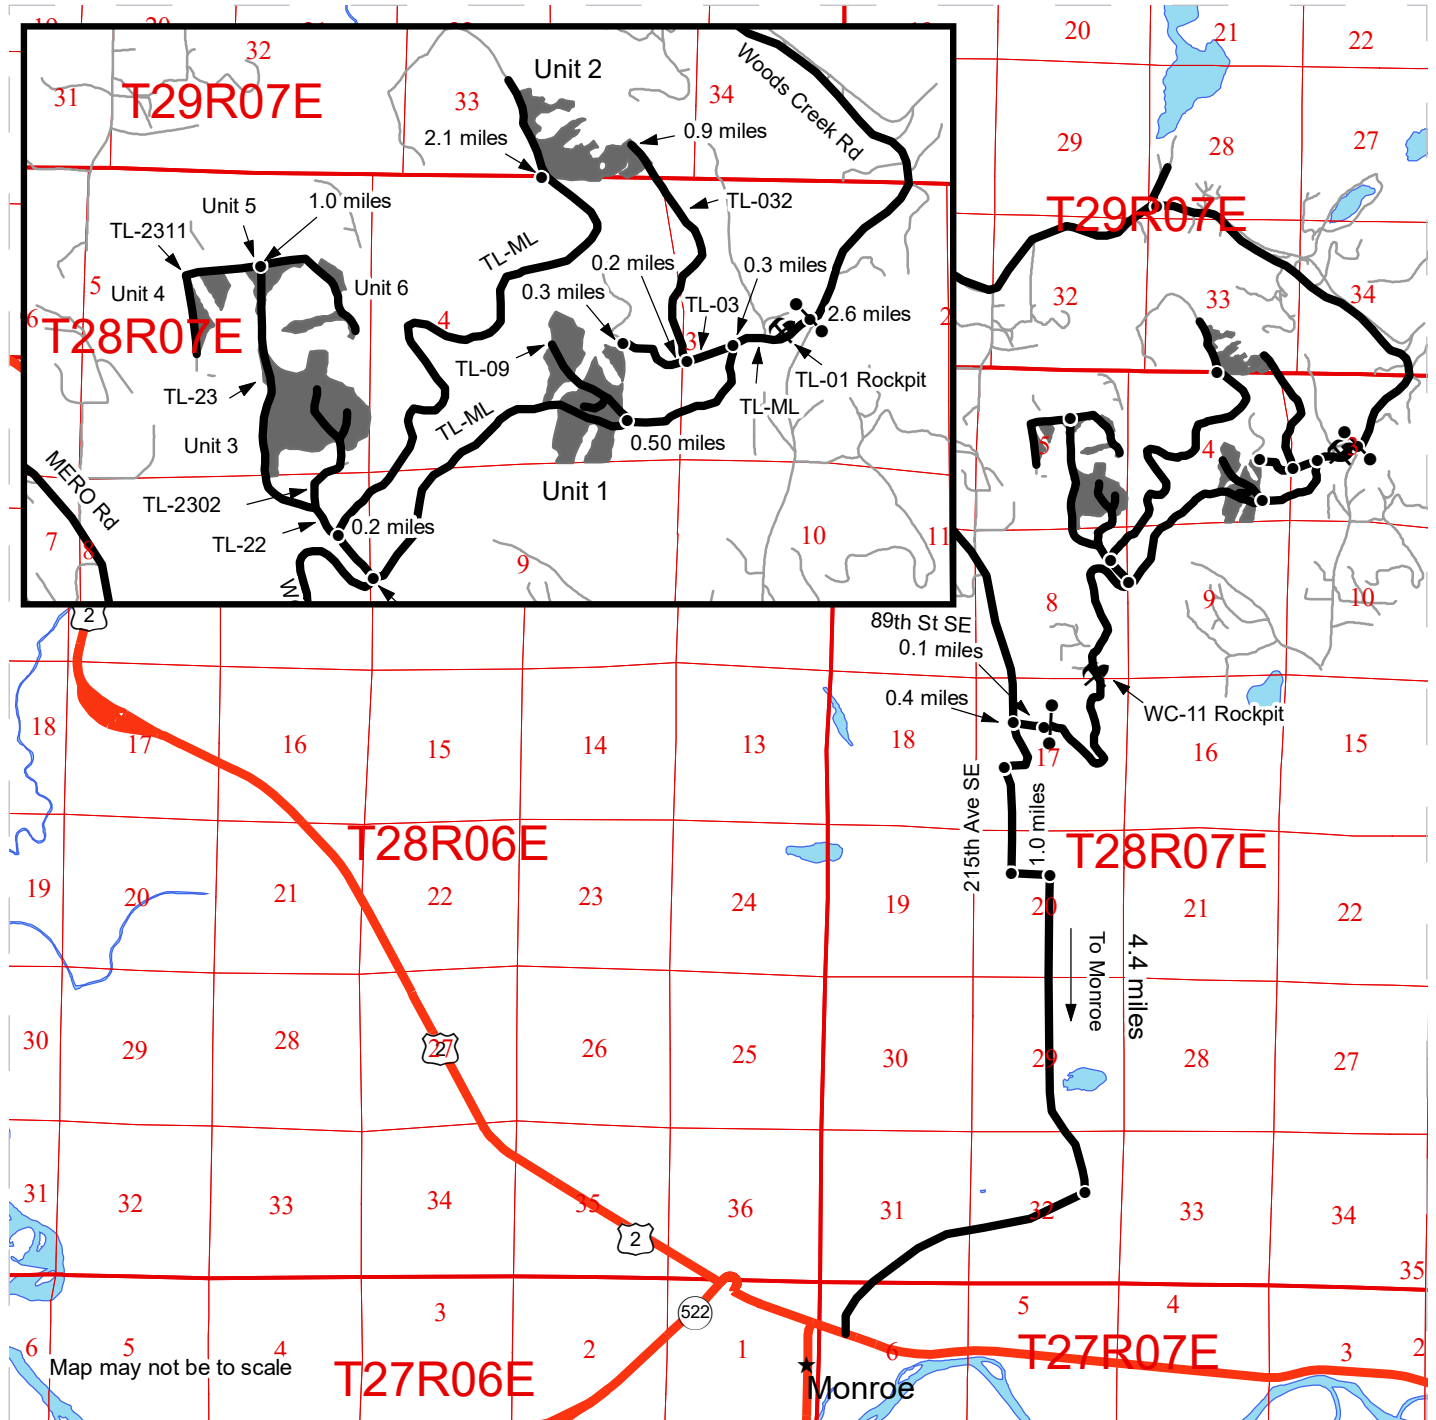 20
21
22
29
28
27
T29R07E
32
33
34
5
4
3
8
9
10
89th St SE
0.1 miles
0.4 miles
WC-11 Rockpit
18
17
16
15
215th Ave SE
1.0 miles
T28R07E
19
20
21
22
To Monroe
4.4 miles
30
29
28
27
31
32
33
34
35
5
4
6
T27R07E
3
2
19
20
32
33
34
31
T29R07E
Unit 2
Woods Creek Rd
2.1 miles
0.9 miles
Unit 5
1.0 miles
TL-032
TL-2311
TL-ML
0.2 miles
0.3 miles
5
Unit 4
Unit 6
0.3 miles
TL-03
2.6 miles
6
T28R07E
4
3
2
TL-09
TL-01 Rockpit
TL-23
TL-ML
TL-ML
Unit 3
0.50 miles
MERO Rd
Unit 1
TL-2302
0.2 miles
TL-22
7
8
9
10
11
2
18
17
16
15
14
13
T28R06E
19
20
21
22
23
24
30
29
28
27
2
26
25
31
32
33
34
35
36
2
522
3
6
5
4
2
1
Map may not be to scale
T27R06E
Monroe